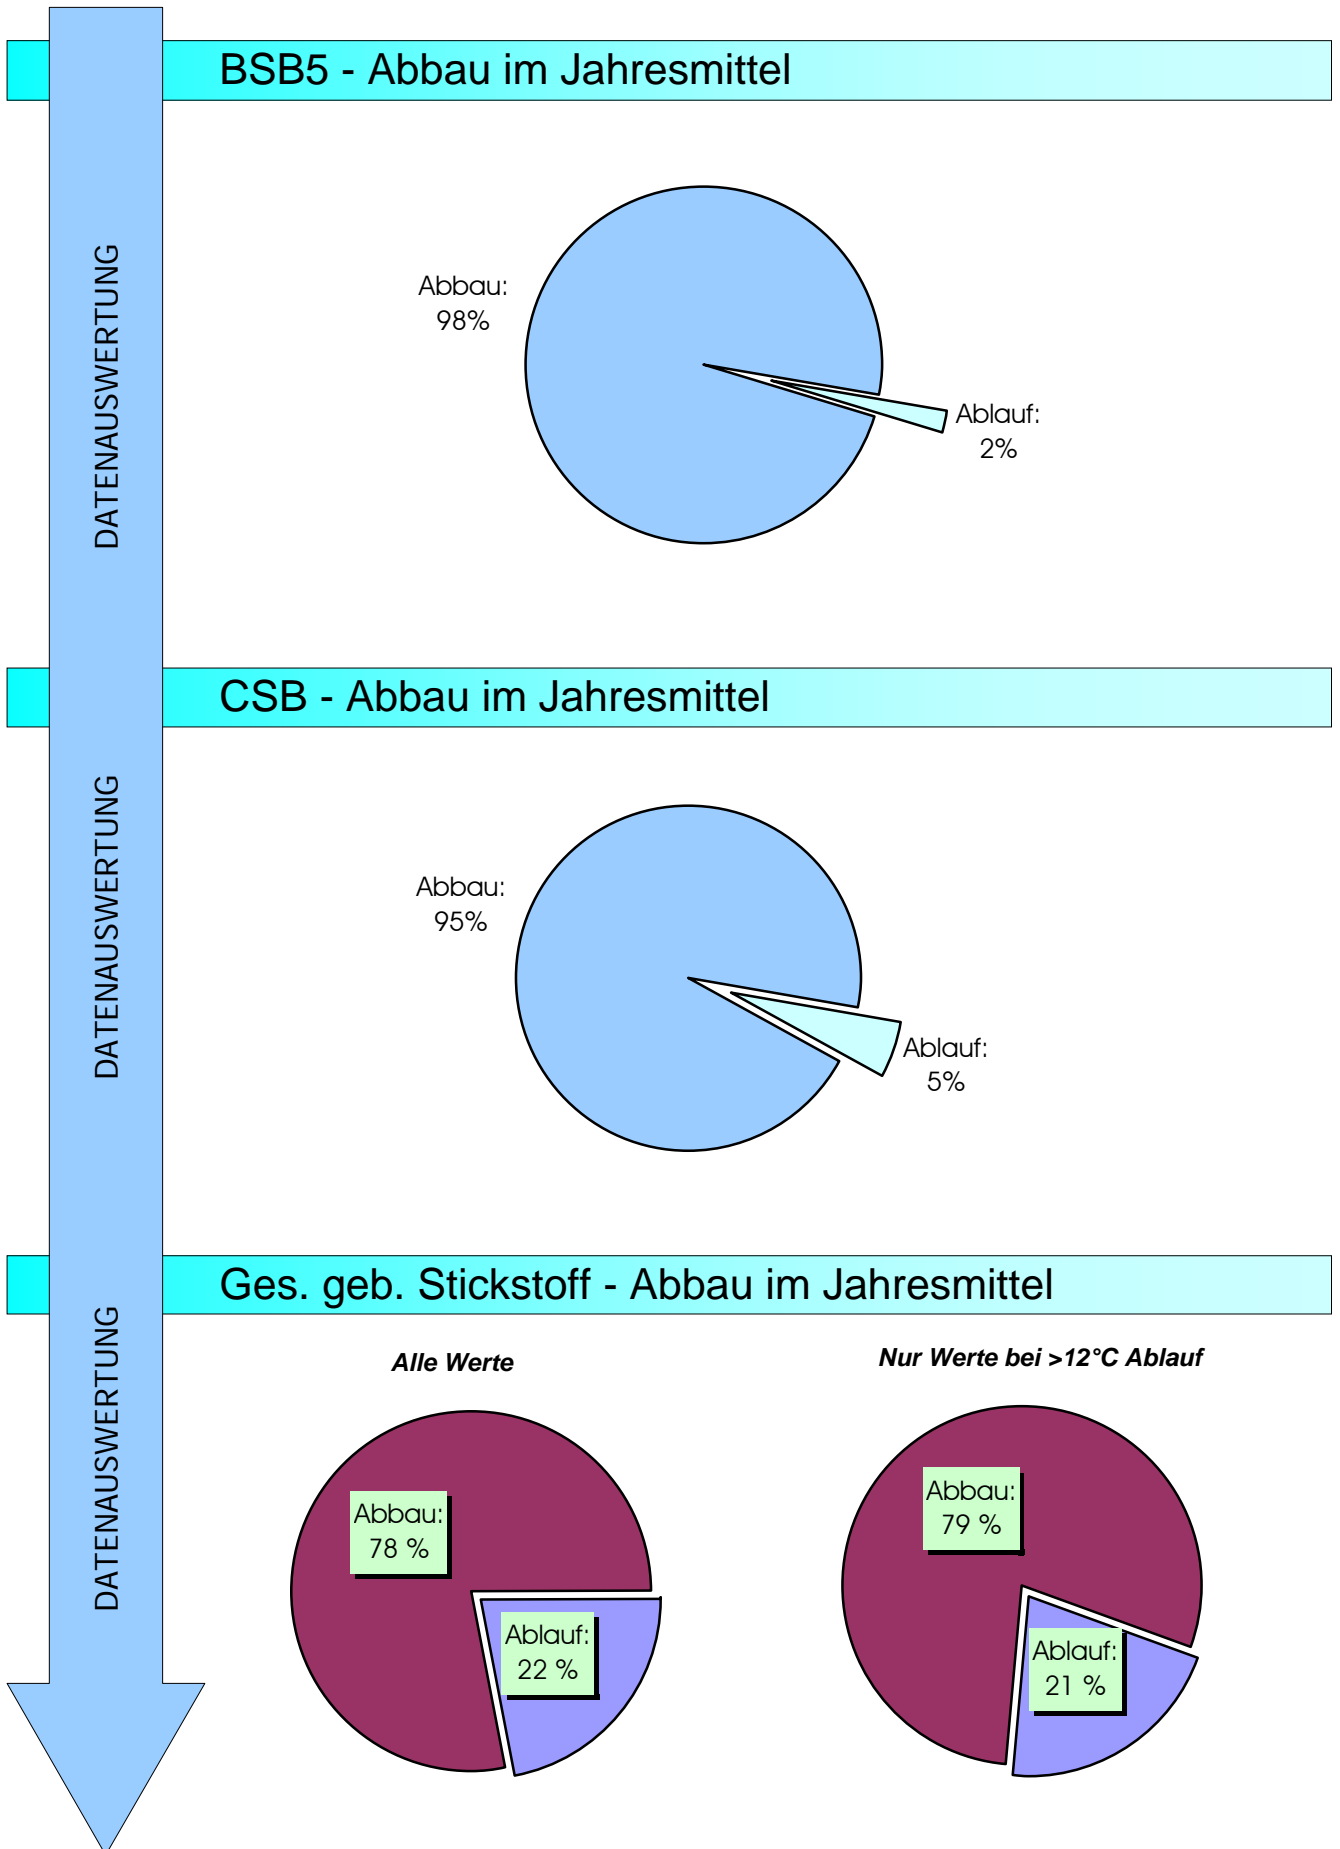 BSB5 - Abbau im Jahresmittel
DATENAUSWERTUNG
Abbau:
98%
Ablauf:
2%
CSB - Abbau im Jahresmittel
DATENAUSWERTUNG
Abbau:
95%
Ablauf:
5%
Ges. geb. Stickstoff - Abbau im Jahresmittel
DATENAUSWERTUNG
Alle Werte
Abbau:
78 %
Ablauf:
22 %
Nur Werte bei >12°C Ablauf
Abbau:
79 %
Ablauf:
21 %